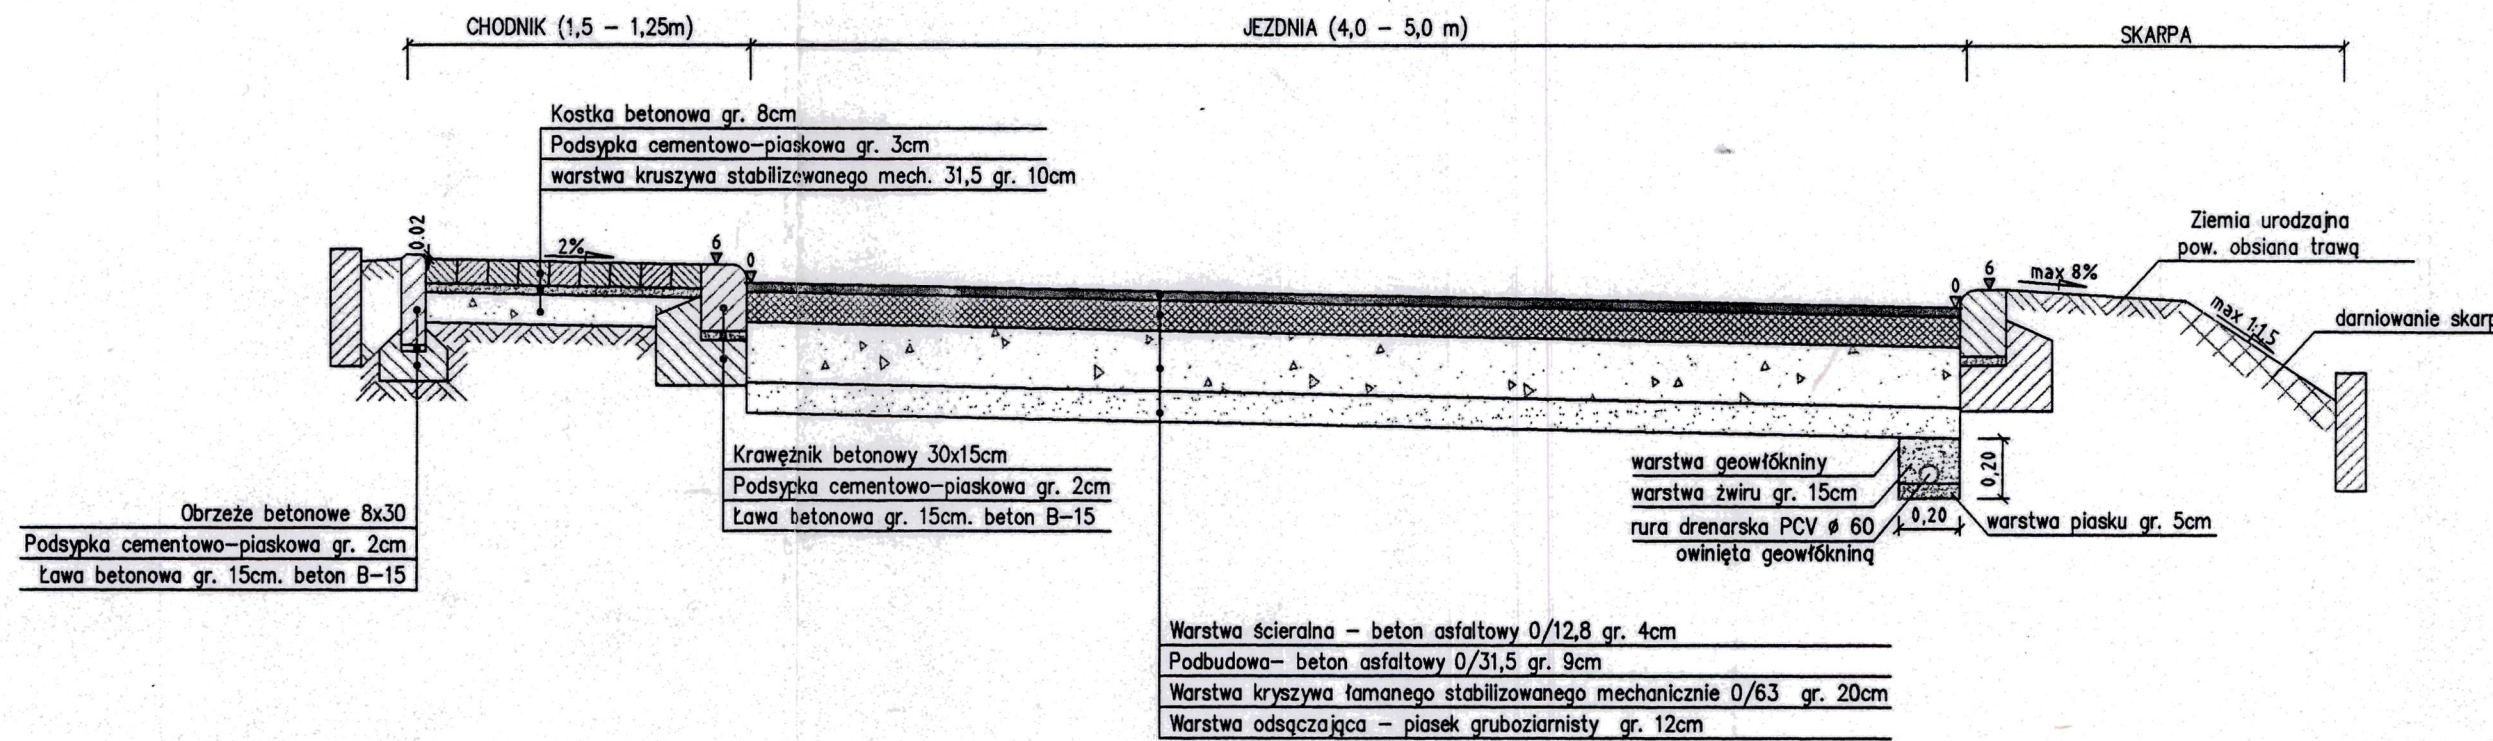 CHODNIK (1,5 – 1,25m)
JEZDNIA (4,0 – 5,0 m)
SKARPA
Kostka betonowa gr. 8cm
Podsypka cementowo–piaskowa gr. 3cm
warstwa kruszywa stabilizowanego mech. 31,5 gr. 10cm
0.02
2%
6
0
0
6
max 8%
max 1:1,5
Ziemia urodzajna
pow. obsiana trawą
darniowanie skarp
Krawężnik betonowy 30x15cm
Podsypka cementowo–piaskowa gr. 2cm
Ława betonowa gr. 15cm. beton B–15
Obrzeże betonowe 8x30
Podsypka cementowo–piaskowa gr. 2cm
Ława betonowa gr. 15cm. beton B–15
warstwa geowłókniny
warstwa żwiru gr. 15cm
rura drenarska PCV ø 60
owinięta geowłókniną
0,20
0,20
warstwa piasku gr. 5cm
Warstwa ścieralna – beton asfaltowy 0/12,8 gr. 4cm
Podbudowa– beton asfaltowy 0/31,5 gr. 9cm
Warstwa kryszywa łamanego stabilizowanego mechanicznie 0/63 gr. 20cm
Warstwa odsączająca – piasek gruboziarnisty gr. 12cm